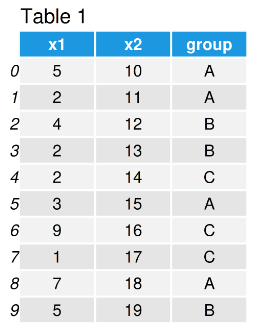 Table 1
x1 x2 group
0 5 10 A
1 2 11 A
2 4 12 B
3 2 13 B
4 2 14 C
5 3 15 A
6 9 16 C
7 1 17 C
8 7 18 A
9 5 19 B